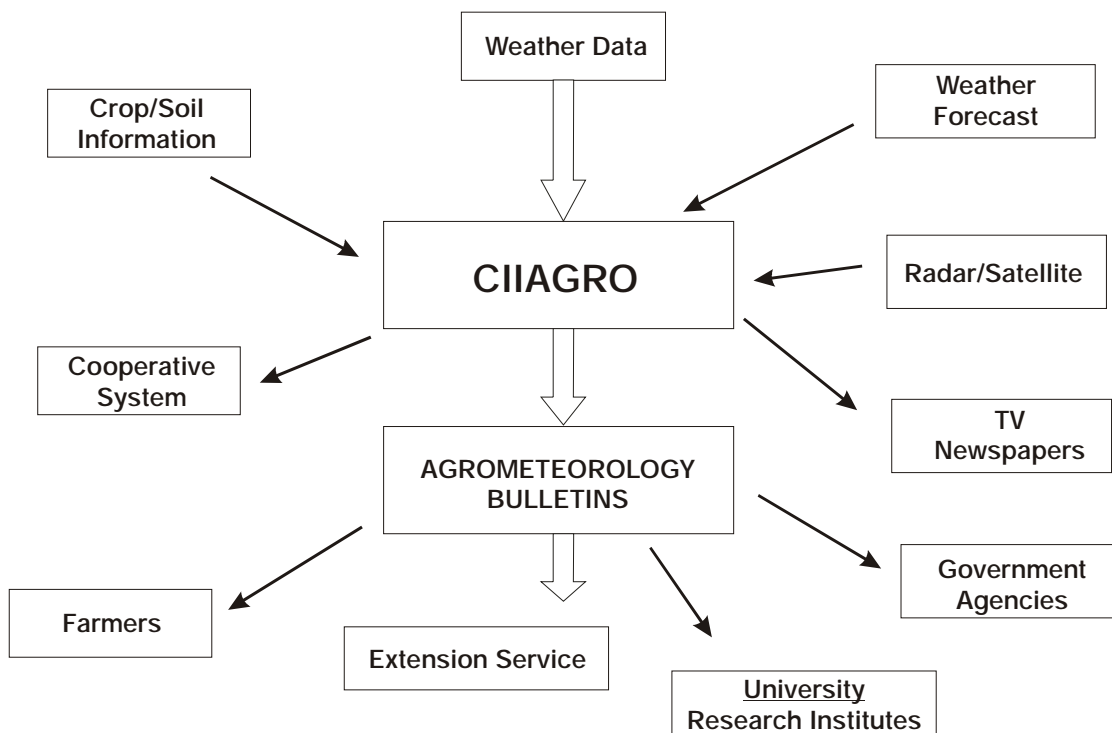 Weather Data
Weather
Forecast
Crop/Soil
Information
CIIAGRO
Radar/Satellite
Cooperative
System
TV
Newspapers
AGROMETEOROLOGY
BULLETINS
Government
Agencies
Farmers
Extension Service
University
Research Institutes